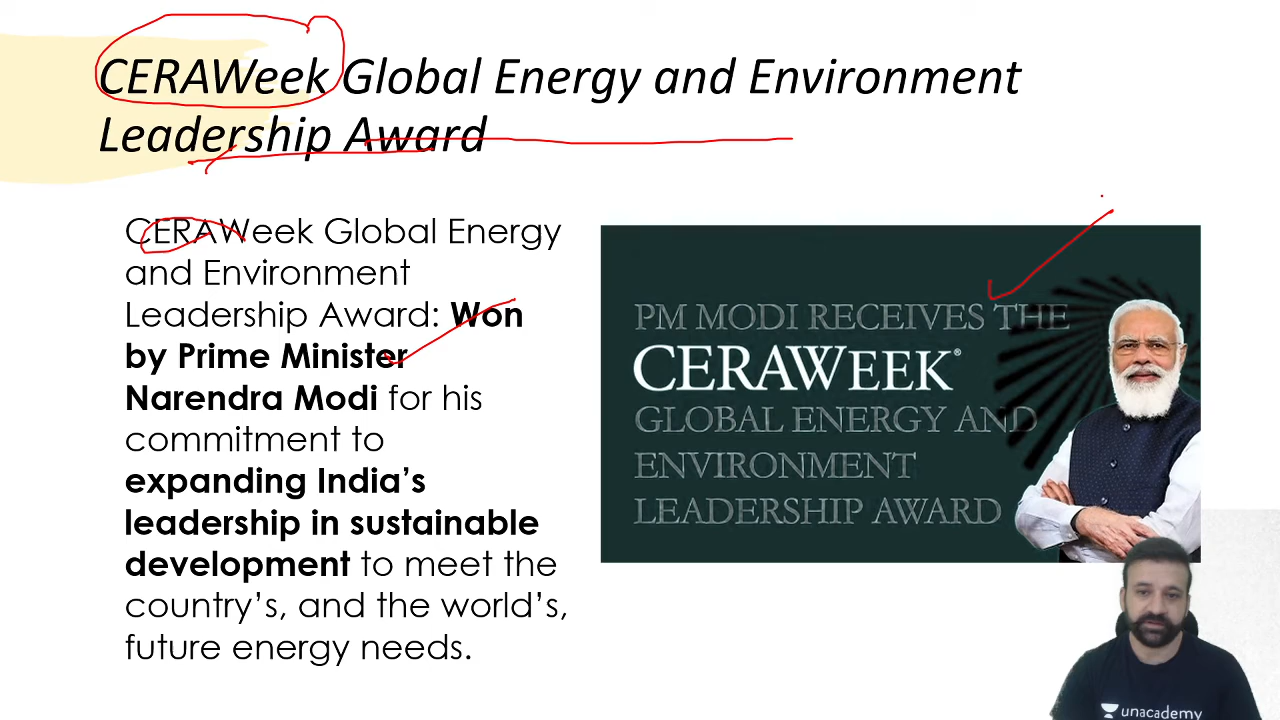 CERAWeek Global Energy and Environment
Leadership Award
CERAWeek Global Energy
and Environment
Leadership Award: Won
by Prime Minister
Narendra Modi for his
commitment to
expanding India's
leadership in sustainable
development to meet the
country's, and the world's,
future energy needs.
PM MODI RECEIVES THE
CERAWEEK®
GLOBAL ENERGY AND
ENVIRONMENT
LEADERSHIP AWARD
unacademy